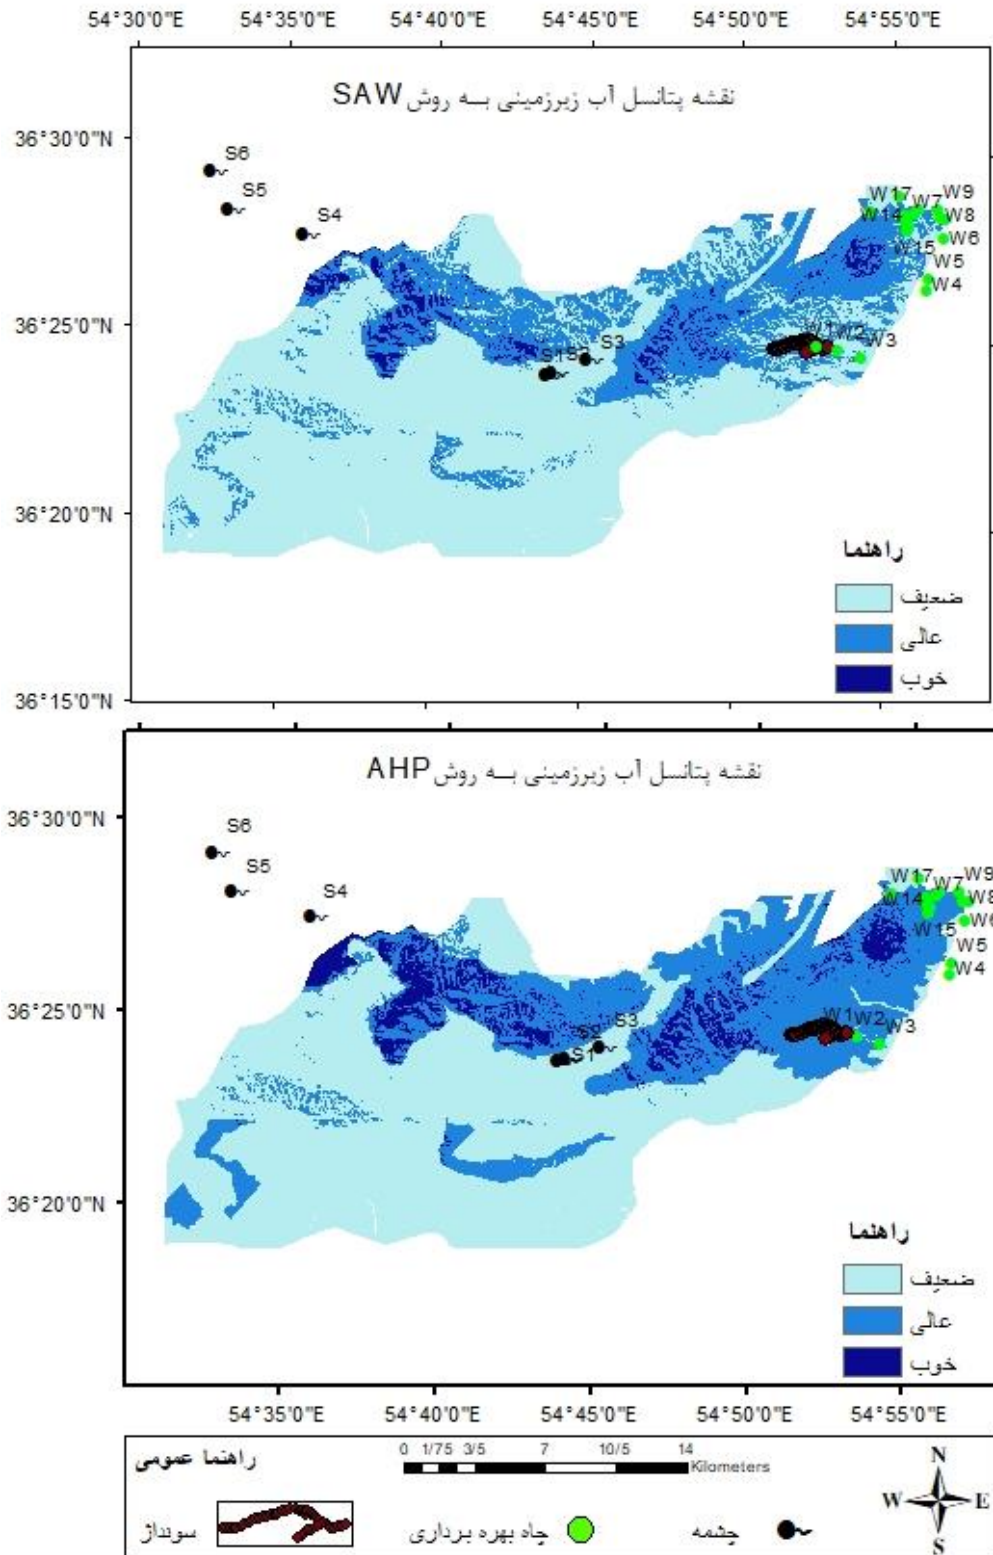 54°30'0"E 54°35'0"E 54°40'0"E 54°45'0"E 54°50'0"E 54°55'0"E
نقشه پتانسل آب زیرزمینی بـه روش SAW
36°30'0"N
S6
S5
S4
W17 W7 W9
W14 W8
W15 W6
W5
W4
36°25'0"N
W1 W2 W3
S1 S3
36°20'0"N
راهنما
ضعیف
عالی
خوب
36°15'0"N
نقشه پتانسل آب زیرزمینی بـه روش AHP
36°30'0"N
S6
S5
S4
W17 W7 W9
W14 W8
W15 W6
W5
W4
36°25'0"N
W1 W2 W3
S2 S3
S1
36°20'0"N
راهنما
ضعیف
عالی
خوب
54°35'0"E 54°40'0"E 54°45'0"E 54°50'0"E 54°55'0"E
راهنما عمومی
0 1/75 3/5 7 10/5 14
Kilometers
N
W E
S
چشمه
چاه بهره برداری
سونداژ